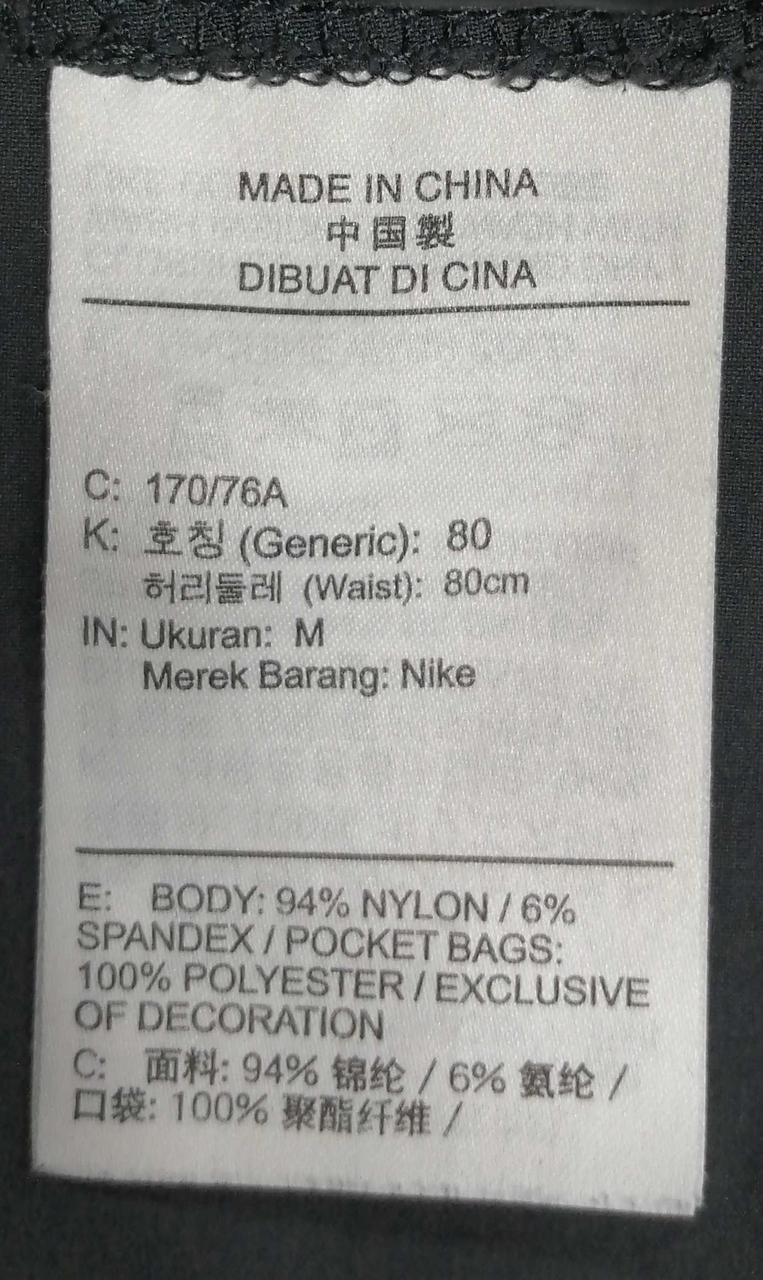 MADE IN CHINA
中国製
DIBUAT DI CINA
C: 170/76A
K: 호칭 (Generic): 80
허리둘레 (Waist): 80cm
IN: Ukuran: M
Merek Barang: Nike
E: BODY: 94% NYLON / 6%
SPANDEX / POCKET BAGS:
100% POLYESTER / EXCLUSIVE
OF DECORATION
C: 面料: 94% 锦纶 / 6% 氨纶 /
口袋: 100% 聚酯纤维 /